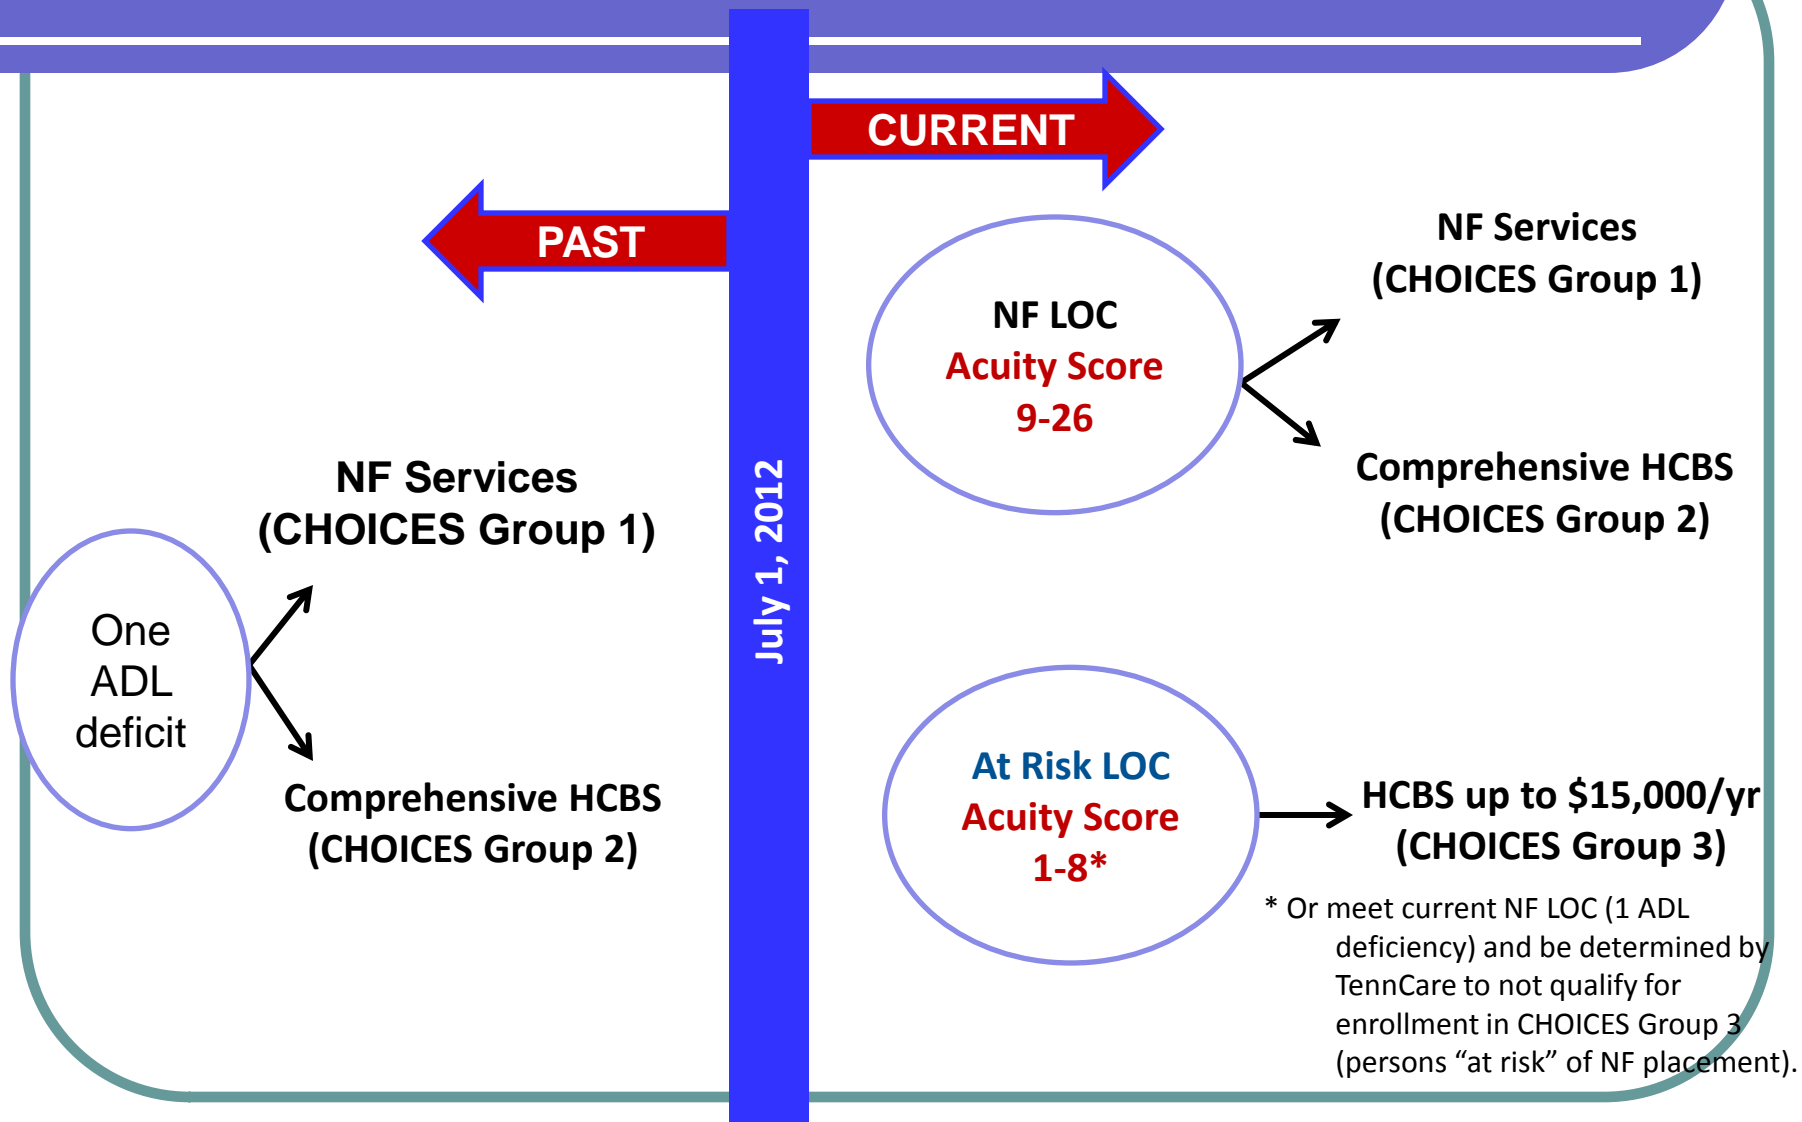 CURRENT
PAST
July 1, 2012
One
ADL
deficit
NF Services
(CHOICES Group 1)
Comprehensive HCBS
(CHOICES Group 2)
NF LOC
Acuity Score
9-26
NF Services
(CHOICES Group 1)
Comprehensive HCBS
(CHOICES Group 2)
At Risk LOC
Acuity Score
1-8*
HCBS up to $15,000/yr
(CHOICES Group 3)
* Or meet current NF LOC (1 ADL
deficiency) and be determined by
TennCare to not qualify for
enrollment in CHOICES Group 3
(persons “at risk” of NF placement).